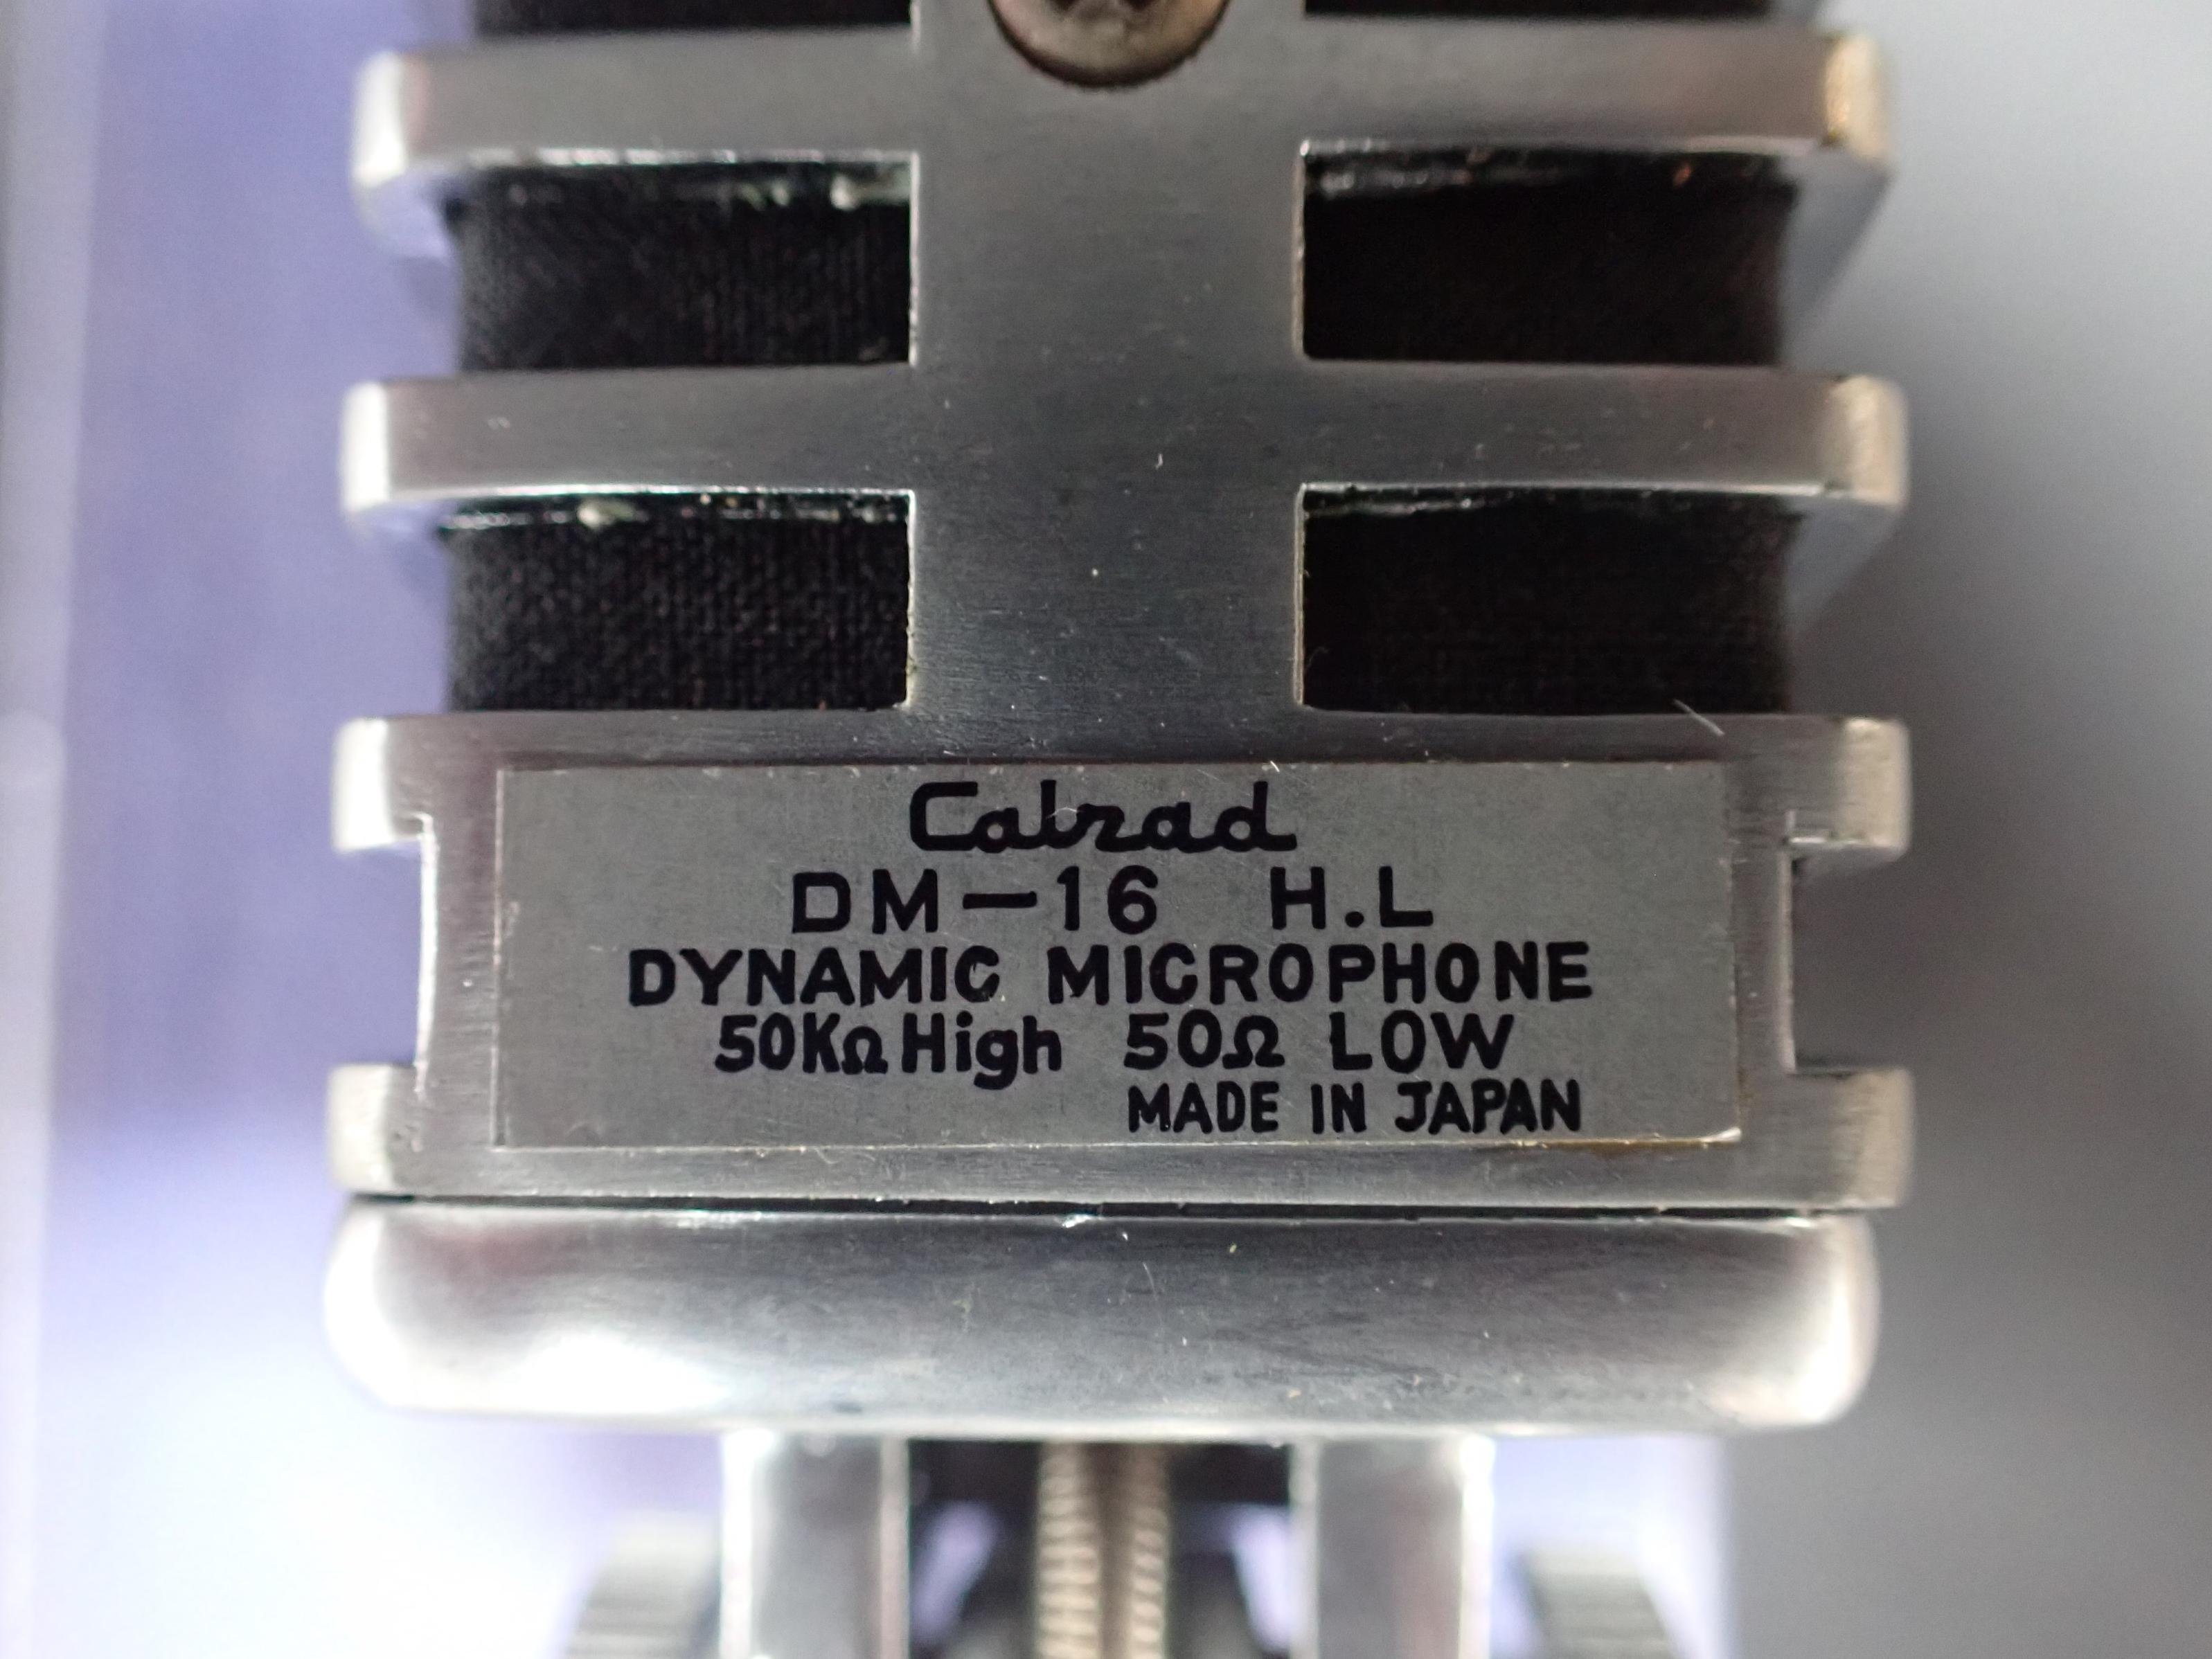 Calrad
DM-16 H.L
DYNAMIC MICROPHONE
50KΩ High 50Ω LOW
MADE IN JAPAN